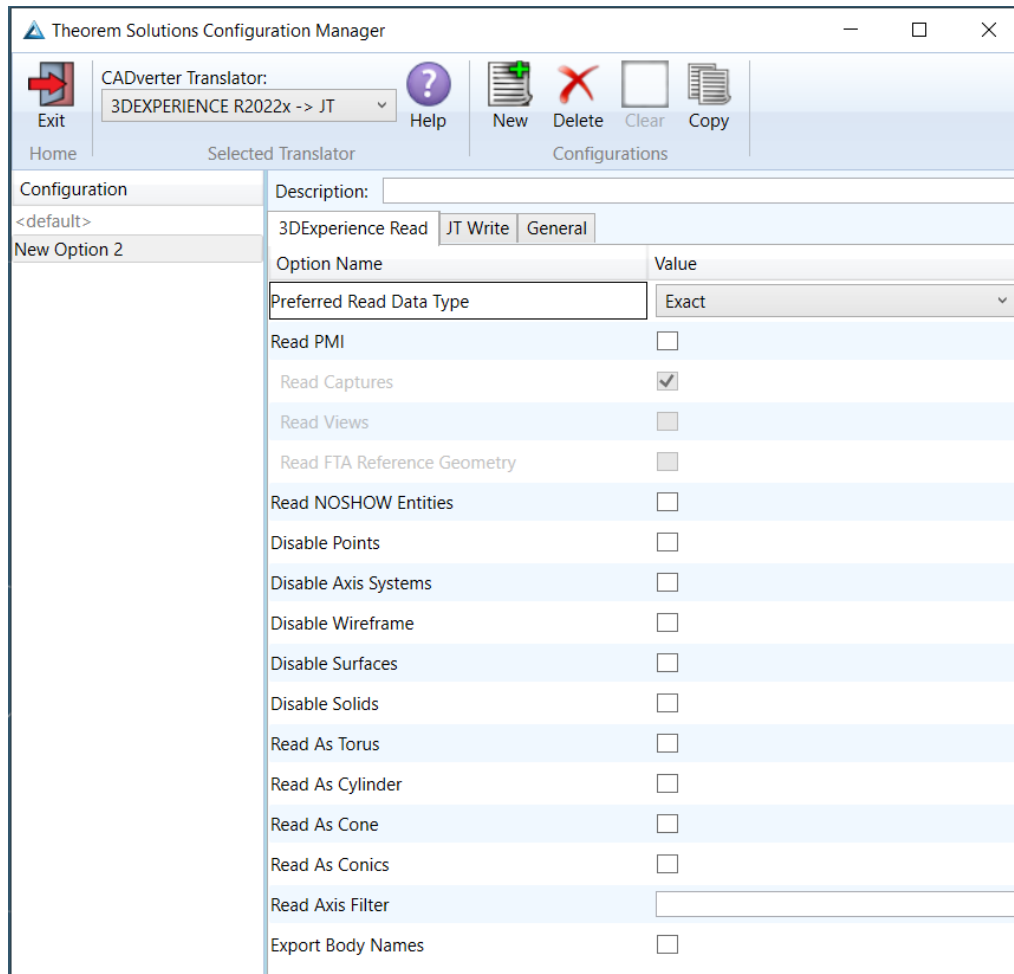 Theorem Solutions Configuration Manager
CADverter Translator:
3DEXPERIENCE R2022x -> JT
Exit
Help
New
Delete
Clear
Copy
Home
Selected Translator
Configurations
Configuration
Description:
<default>
3DExperience Read
JT Write
General
New Option 2
Option Name
Value
Preferred Read Data Type
Exact
Read PMI
Read Captures
Read Views
Read FTA Reference Geometry
Read NOSHOW Entities
Disable Points
Disable Axis Systems
Disable Wireframe
Disable Surfaces
Disable Solids
Read As Torus
Read As Cylinder
Read As Cone
Read As Conics
Read Axis Filter
Export Body Names